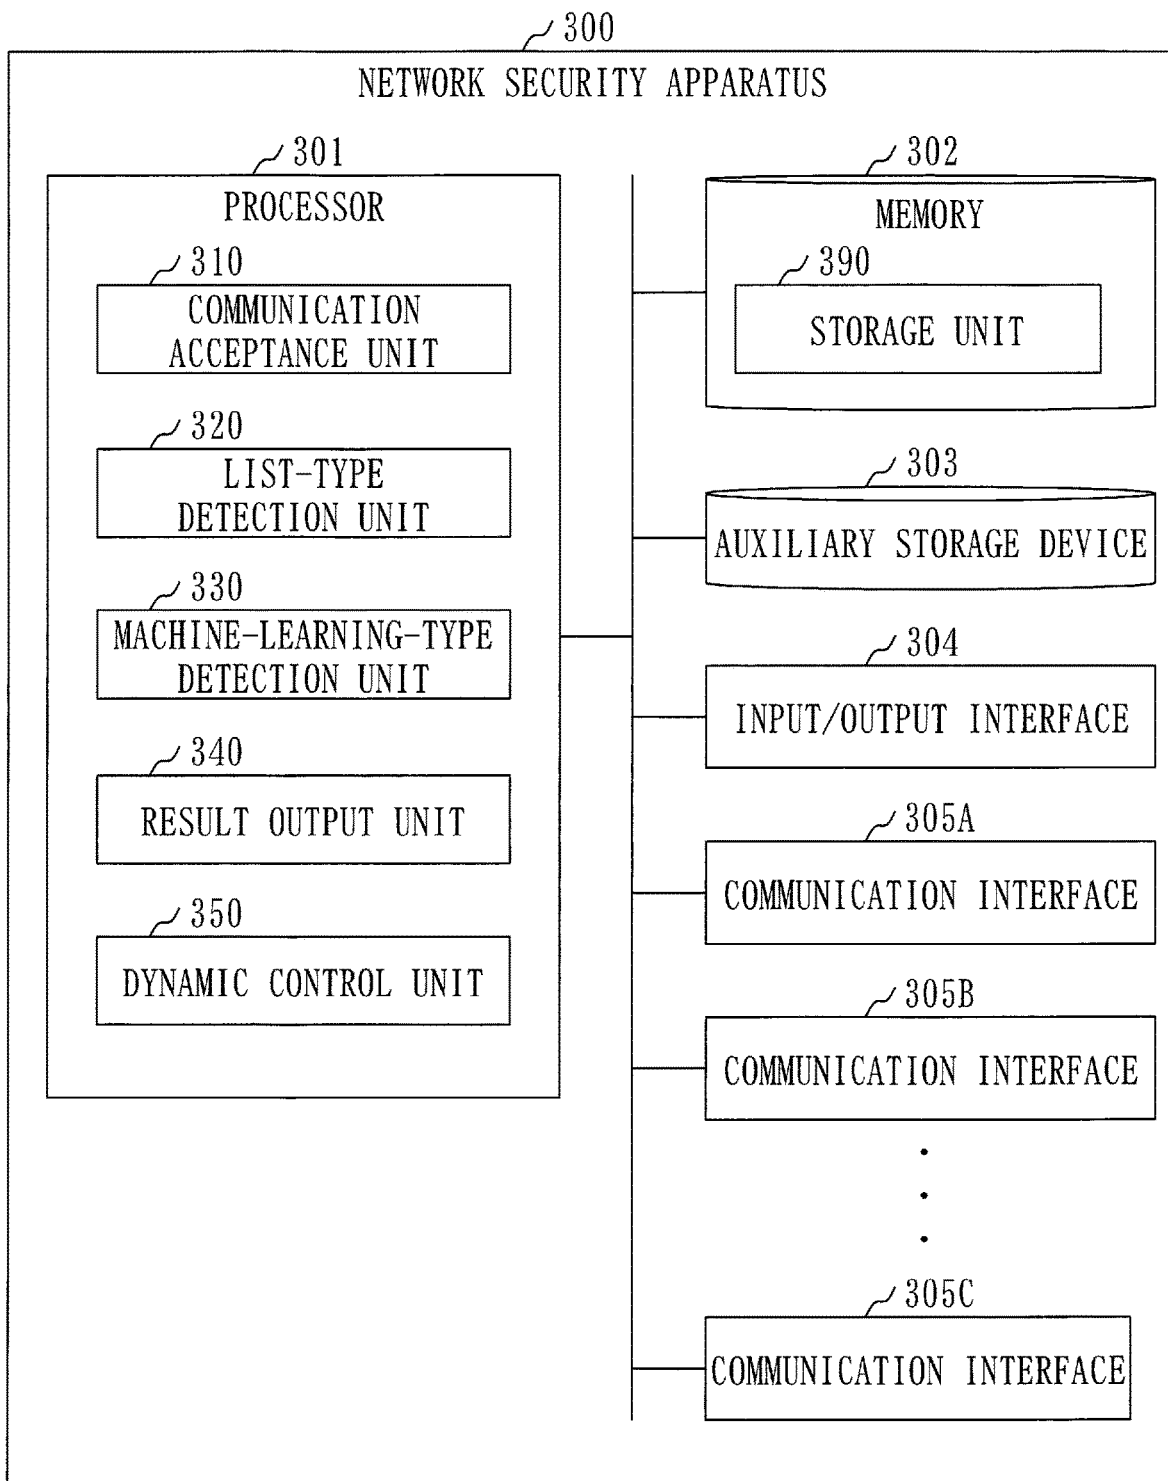 300
NETWORK SECURITY APPARATUS
301
PROCESSOR
310
COMMUNICATION
ACCEPTANCE UNIT
320
LIST-TYPE
DETECTION UNIT
330
MACHINE-LEARNING-TYPE
DETECTION UNIT
340
RESULT OUTPUT UNIT
350
DYNAMIC CONTROL UNIT
302
MEMORY
390
STORAGE UNIT
303
AUXILIARY STORAGE DEVICE
304
INPUT/OUTPUT INTERFACE
305A
COMMUNICATION INTERFACE
305B
COMMUNICATION INTERFACE
305C
COMMUNICATION INTERFACE